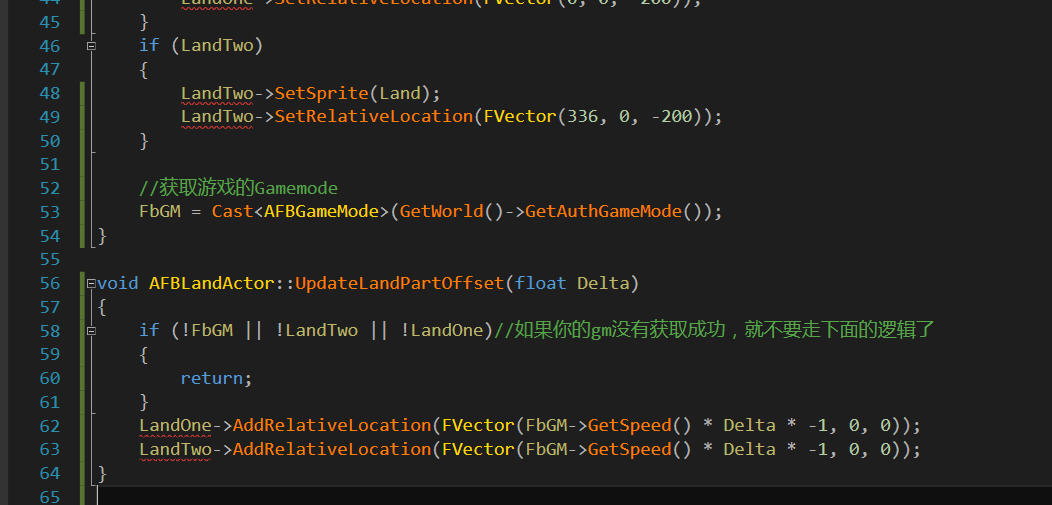 44 LandOne->SetRelativeLocation(FVector(0, 0, -200));
45 }
46 if (LandTwo)
47 {
48 LandTwo->SetSprite(Land);
49 LandTwo->SetRelativeLocation(FVector(336, 0, -200));
50 }
51
52 //获取游戏的Gamemode
53 FbGM = Cast<AFBGameMode>(GetWorld()->GetAuthGameMode());
54 }
55
56 void AFBLandActor::UpdateLandPartOffset(float Delta)
57 {
58 if (!FbGM || !LandTwo || !LandOne)//如果你的gm没有获取成功，就不要走下面的逻辑了
59 {
60 return;
61 }
62 LandOne->AddRelativeLocation(FVector(FbGM->GetSpeed() * Delta * -1, 0, 0));
63 LandTwo->AddRelativeLocation(FVector(FbGM->GetSpeed() * Delta * -1, 0, 0));
64 }
65